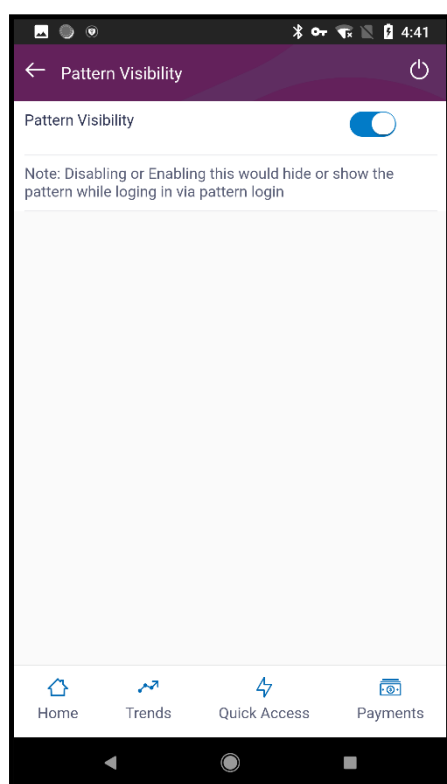 4:41
Pattern Visibility
Pattern Visibility
Note: Disabling or Enabling this would hide or show the
pattern while loging in via pattern login
Home Trends Quick Access Payments